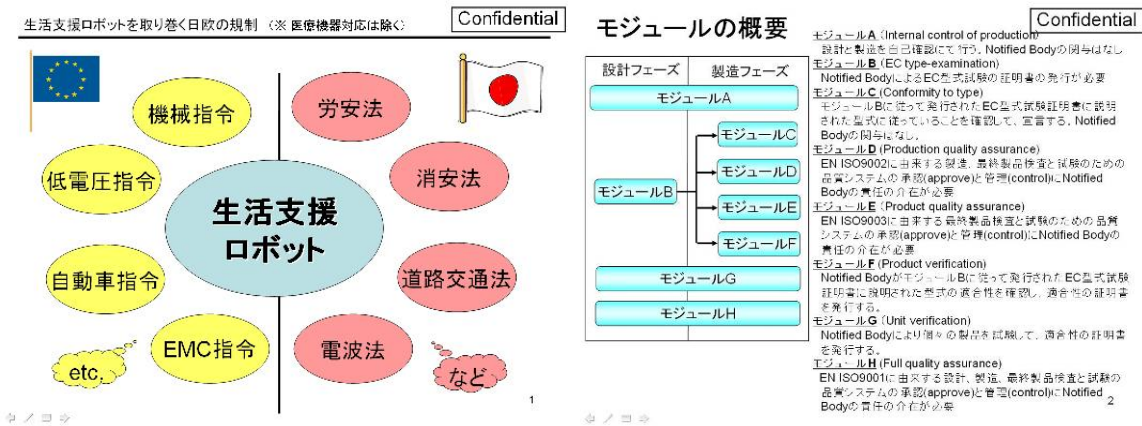 生活支援ロボットを取り巻く日欧の規制 (※ 医療機器対応は除く)
Confidential
機械指令
労安法
低電圧指令
消安法
生活支援
ロボット
自動車指令
道路交通法
EMC指令
電波法
etc.
など
1
Confidential
モジュールの概要
設計フェーズ
製造フェーズ
モジュールA
モジュールC
モジュールD
モジュールB
モジュールE
モジュールF
モジュールG
モジュールH
モジュールA (Internal control of production)
設計と製造を自己確認にて行う。Notified Bodyの関与はなし
モジュールB (EC type-examination)
Notified BodyによるEC型式試験の証明書の発行が必要
モジュールC (Conformity to type)
モジュールBに従って発行されたEC型式試験証明書に説明
された型式に従っていることを確認して、宣言する。Notified
Bodyの関与はなし。
モジュールD (Production quality assurance)
EN ISO9002に由来する製造、最終製品検査と試験のための
品質システムの承認(approve)と管理(control)にNotified
Bodyの責任の介在が必要
モジュールE (Product quality assurance)
EN ISO9003に由来する最終製品検査と試験のための品質
システムの承認(approve)と管理(control)にNotified Bodyの
責任の介在が必要
モジュールF (Product verification)
Notified BodyがモジュールBに従って発行されたEC型式試験
証明書に説明された型式の適合性を確認し、適合性の証明書
を発行する。
モジュールG (Unit verification)
Notified Bodyにより個々の製品を試験して、適合性の証明書
を発行する。
モジュールH (Full quality assurance)
EN ISO9001に由来する設計、製造、最終製品検査と試験の
品質システムの承認(approve)と管理(control)にNotified
Bodyの責任の介在が必要
2